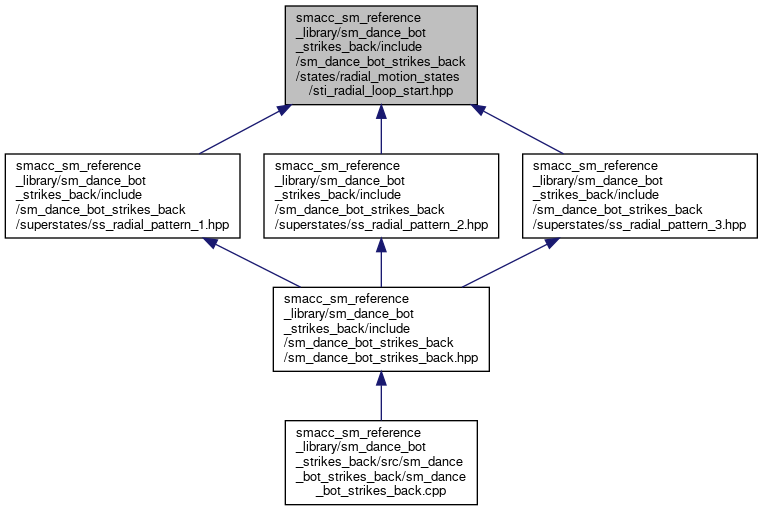 smacc_sm_reference
_library/sm_dance_bot
_strikes_back/include
/sm_dance_bot_strikes_back
/states/radial_motion_states
/sti_radial_loop_start.hpp
smacc_sm_reference
_library/sm_dance_bot
_strikes_back/include
/sm_dance_bot_strikes_back
/superstates/ss_radial_pattern_1.hpp
smacc_sm_reference
_library/sm_dance_bot
_strikes_back/include
/sm_dance_bot_strikes_back
/superstates/ss_radial_pattern_2.hpp
smacc_sm_reference
_library/sm_dance_bot
_strikes_back/include
/sm_dance_bot_strikes_back
/superstates/ss_radial_pattern_3.hpp
smacc_sm_reference
_library/sm_dance_bot
_strikes_back/include
/sm_dance_bot_strikes_back
/sm_dance_bot_strikes_back.hpp
smacc_sm_reference
_library/sm_dance_bot
_strikes_back/src/sm_dance
_bot_strikes_back/sm_dance
_bot_strikes_back.cpp